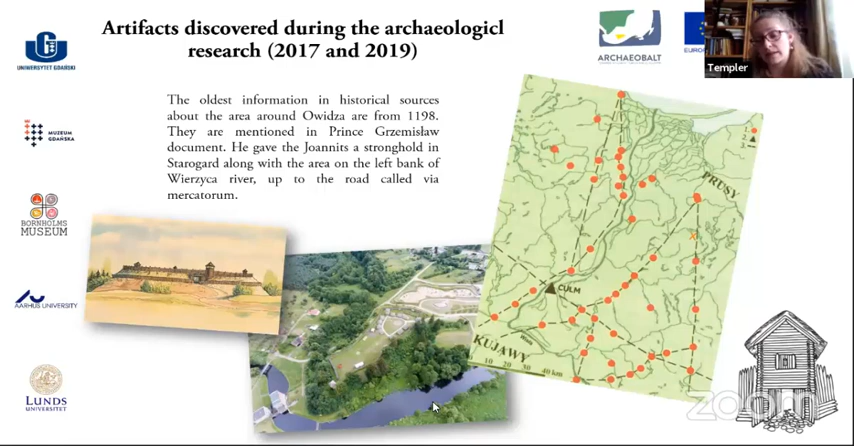 Artifacts discovered during the archaeologicl
research (2017 and 2019)
UNIWERSYTET GDAŃSKI
ARCHAEOBALT
EURO
Templer
MUZEUM
GDAŃSKA
The oldest information in historical sources
about the area around Owidza are from 1198.
They are mentioned in Prince Grzemisław
document. He gave the Joannits a stronghold in
Starogard along with the area on the left bank of
Wierzyca river, up to the road called via
mercatorum.
BORNHOLMS
MUSEUM
AARHUS UNIVERSITY
LUNDS
UNIVERSITET
PRUSY
CULM
KUJAWY
10 20 30 40 km
1.
2.
3.
zoom